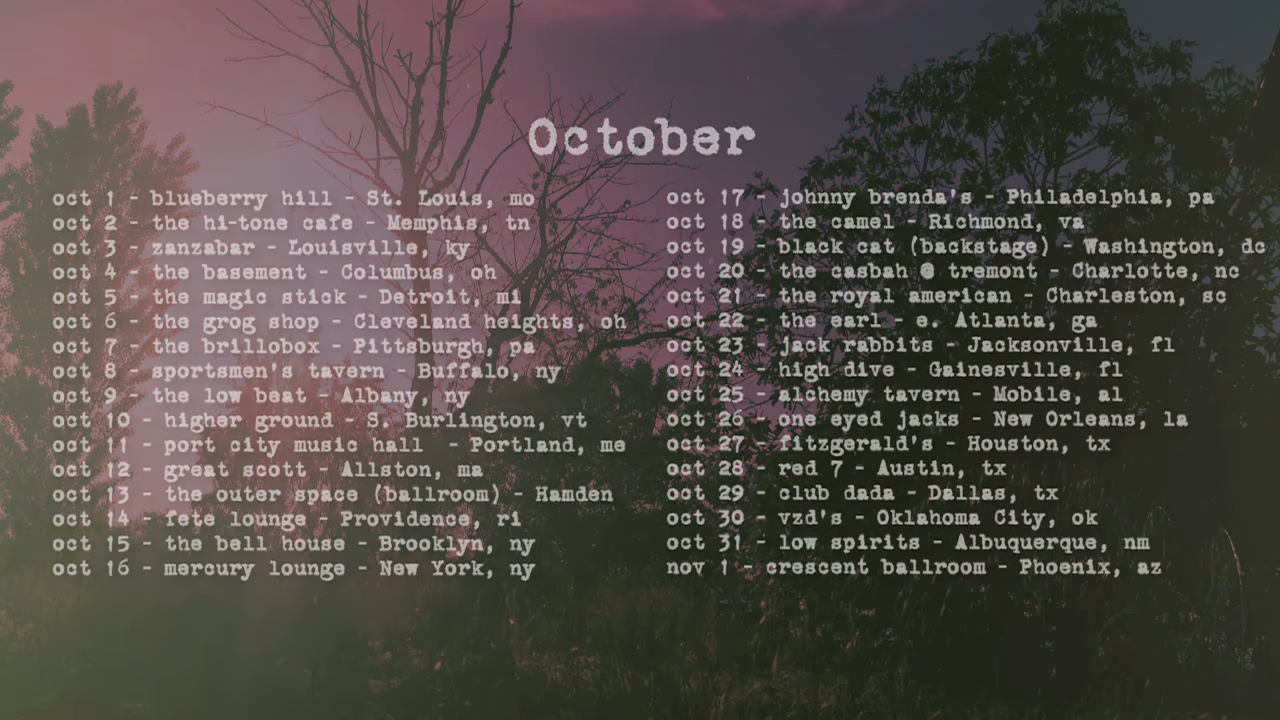 October
oct 1 - blueberry hill - St. Louis, mo
oct 2 - the hi-tone cafe - Memphis, tn
oct 3 - zanzabar - Louisville, ky
oct 4 - the basement - Columbus, oh
oct 5 - the magic stick - Detroit, mi
oct 6 - the grog shop - Cleveland heights, oh
oct 7 - the brillobox - Pittsburgh, pa
oct 8 - sportsmen's tavern - Buffalo, ny
oct 9 - the low beat - Albany, ny
oct 10 - higher ground - S. Burlington, vt
oct 11 - port city music hall - Portland, me
oct 12 - great scott - Allston, ma
oct 13 - the outer space (ballroom) - Hamden
oct 14 - fete lounge - Providence, ri
oct 15 - the bell house - Brooklyn, ny
oct 16 - mercury lounge - New York, ny
oct 17 - johnny brenda's - Philadelphia, pa
oct 18 - the camel - Richmond, va
oct 19 - black cat (backstage) - Washington, dc
oct 20 - the casbah @ tremont - Charlotte, nc
oct 21 - the royal american - Charleston, sc
oct 22 - the earl - e. Atlanta, ga
oct 23 - jack rabbits - Jacksonville, fl
oct 24 - high dive - Gainesville, fl
oct 25 - alchemy tavern - Mobile, al
oct 26 - one eyed jacks - New Orleans, la
oct 27 - fitzgerald's - Houston, tx
oct 28 - red 7 - Austin, tx
oct 29 - club dada - Dallas, tx
oct 30 - vzd's - Oklahoma City, ok
oct 31 - low spirits - Albuquerque, nm
nov 1 - crescent ballroom - Phoenix, az